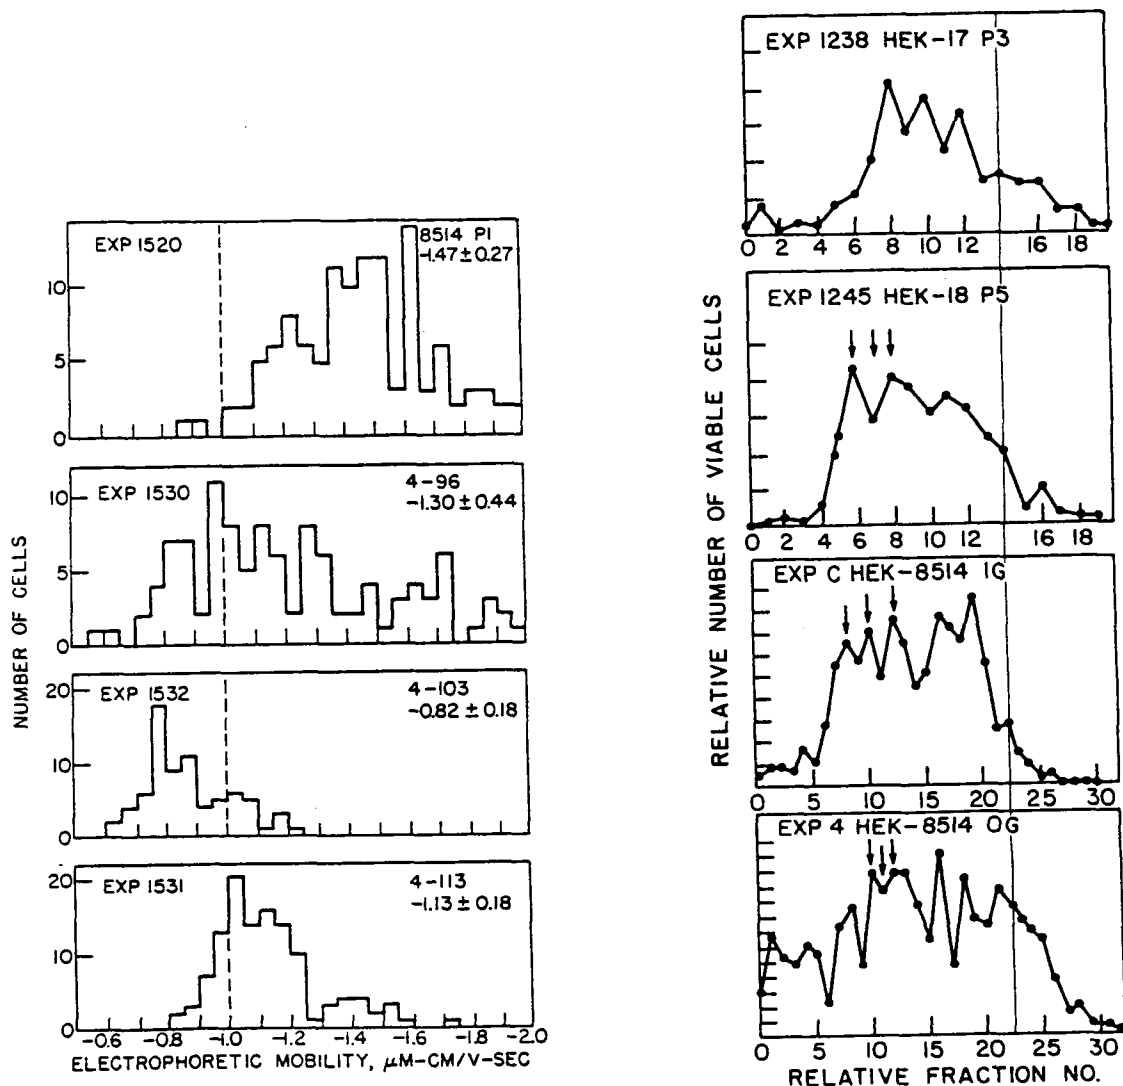 EXP 1520
8514 P1
-1.47 ± 0.27
10
5
0
EXP 1530
4-96
-1.30 ± 0.44
10
5
0
EXP 1532
4-103
-0.82 ± 0.18
20
10
0
EXP 1531
4-113
-1.13 ± 0.18
20
10
0
-0.6 -0.8 -1.0 -1.2 -1.4 -1.6 -1.8 -2.0
ELECTROPHORETIC MOBILITY, μM-CM/V-SEC
NUMBER OF CELLS
EXP 1238 HEK-17 P3
0 2 4 6 8 10 12 16 18
EXP 1245 HEK-18 P5
0 2 4 6 8 10 12 16 18
EXP C HEK-8514 1G
0 5 10 15 20 25 30
EXP 4 HEK-8514 0G
0 5 10 15 20 25 30
RELATIVE FRACTION NO.
RELATIVE NUMBER OF VIABLE CELLS